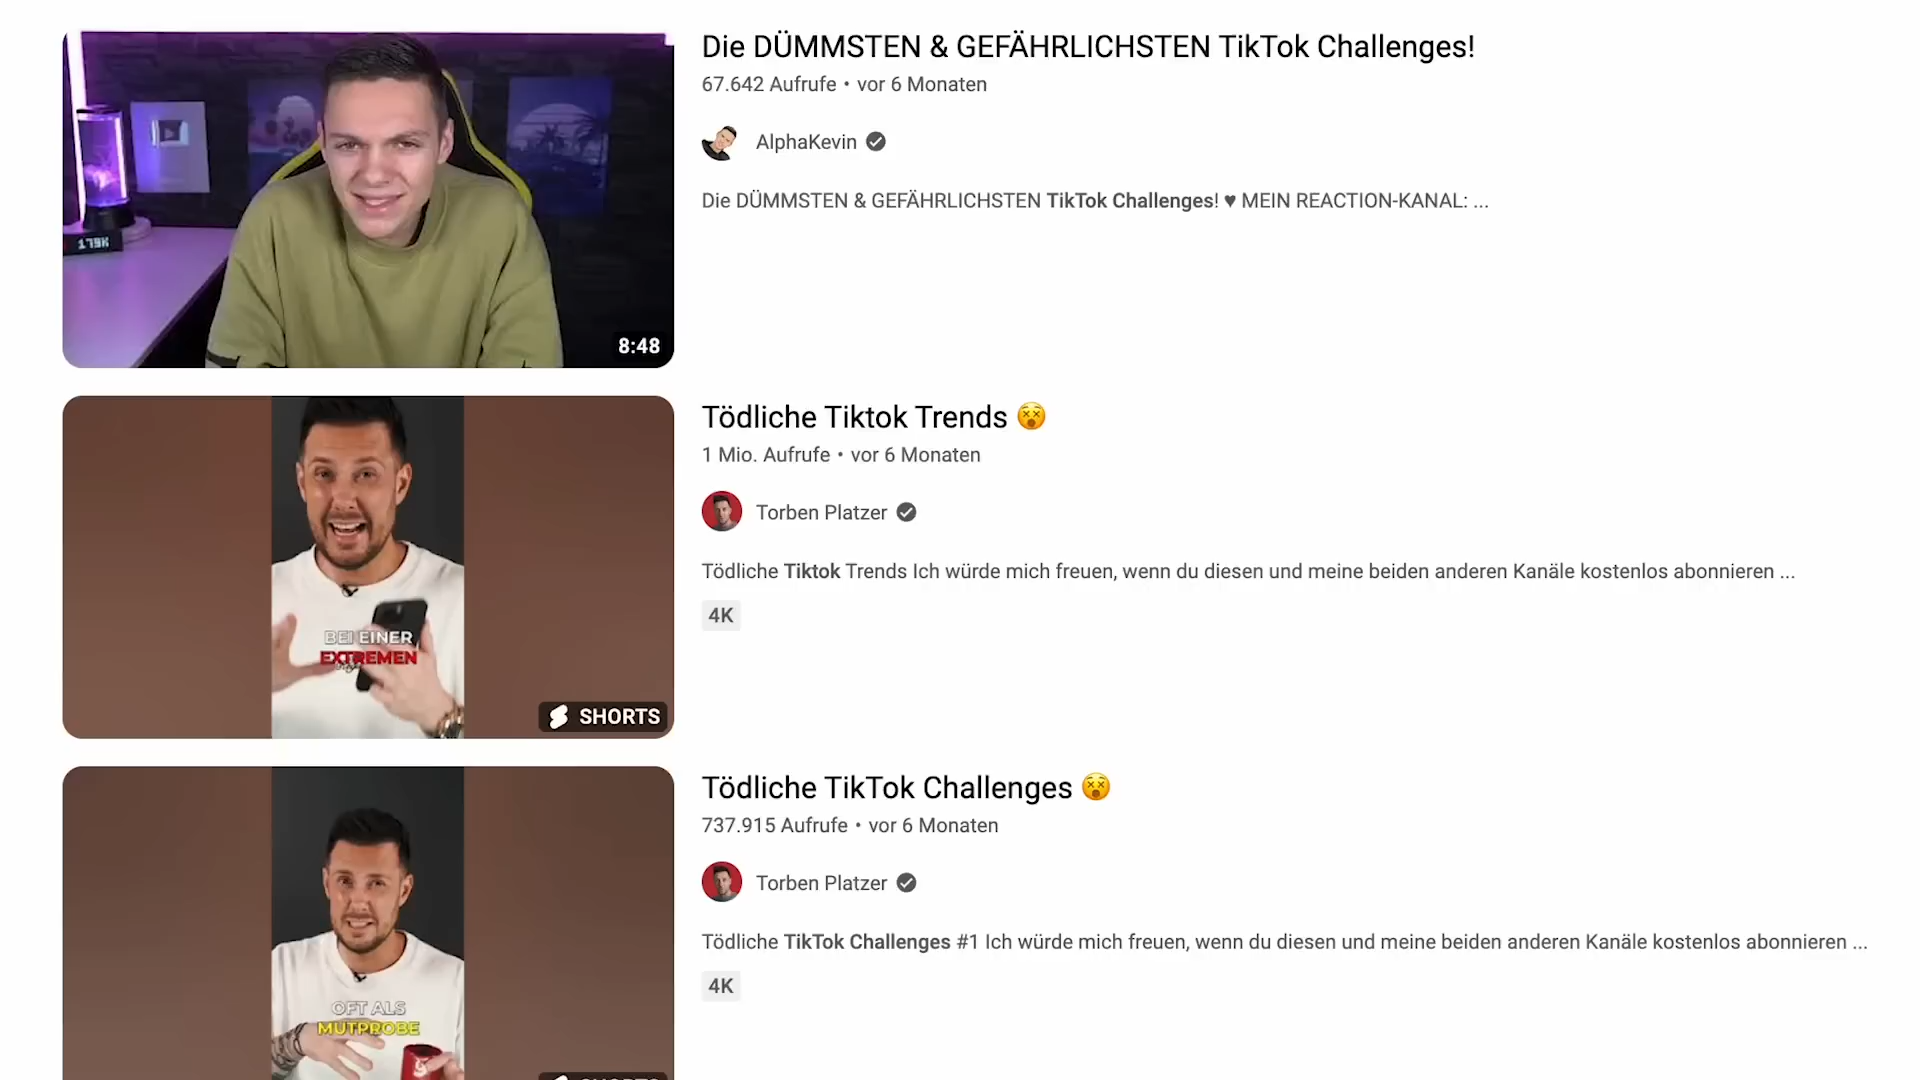 Die DÜMMSTEN & GEFÄHRLICHSTEN TikTok Challenges!
67.642 Aufrufe • vor 6 Monaten
AlphaKevin
Die DÜMMSTEN & GEFÄHRLICHSTEN TikTok Challenges! ♥ MEIN REACTION-KANAL: ...
175K
8:48
Tödliche Tiktok Trends 😵
1 Mio. Aufrufe • vor 6 Monaten
Torben Platzer
Tödliche Tiktok Trends Ich würde mich freuen, wenn du diesen und meine beiden anderen Kanäle kostenlos abonnieren ...
4K
BEI EINER
EXTREMEN
SHORTS
Tödliche TikTok Challenges 😵
737.915 Aufrufe • vor 6 Monaten
Torben Platzer
Tödliche TikTok Challenges #1 Ich würde mich freuen, wenn du diesen und meine beiden anderen Kanäle kostenlos abonnieren ...
4K
OFT ALS
MUTPROBE
SHORTS